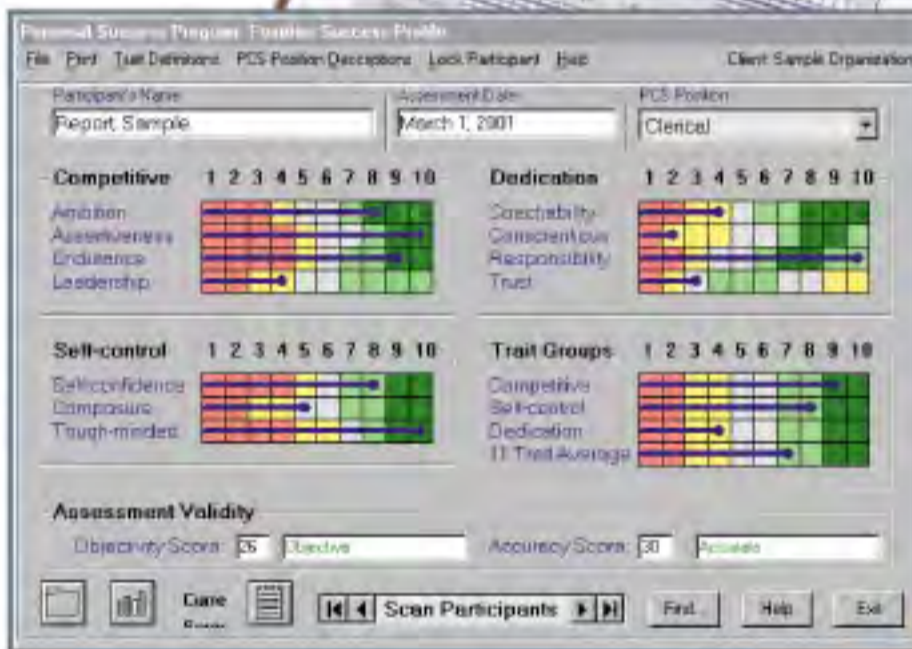 Personal Success Program: Position Success Profile
File Print Trait Definitions PCS Position Descriptions Lock Participant Help Client Sample Organization
Participant's Name Assessment Date PCS Position
Report, Sample March 1, 2001 Clerical
Competitive 1 2 3 4 5 6 7 8 9 10 Dedication 1 2 3 4 5 6 7 8 9 10
Ambition Coachability
Assertiveness Conscientious
Endurance Responsibility
Leadership Trust
Self-control 1 2 3 4 5 6 7 8 9 10 Trait Groups 1 2 3 4 5 6 7 8 9 10
Self-confidence Competitive
Composure Self-control
Tough-minded Dedication
11 Trait Average
Assessment Validity
Objectivity Score: 26 Objective Accuracy Score: 30 Accurate
Scan Participants Find... Help Exit